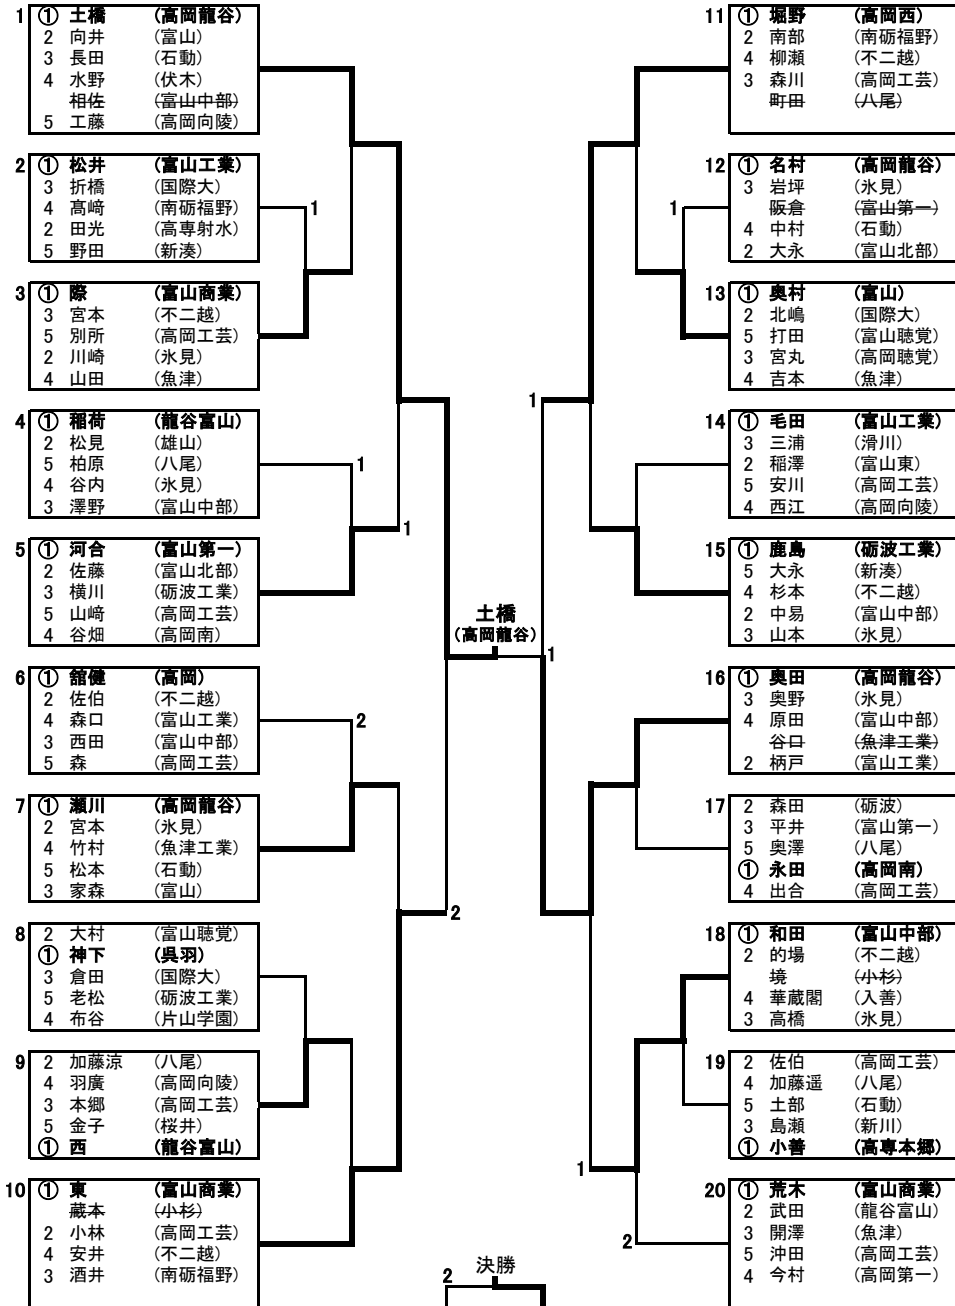 1 ① 土橋 (高岡龍谷)
2 向井 (富山)
3 長田 (石動)
4 水野 (伏木)
相佐 (富山中部)
5 工藤 (高岡向陵)
2 ① 松井 (富山工業)
3 折橋 (国際大)
4 髙﨑 (南砺福野)
2 田光 (高専射水)
5 野田 (新湊)
1
3 ① 際 (富山商業)
3 宮本 (不二越)
5 別所 (高岡工芸)
2 川崎 (氷見)
4 山田 (魚津)
4 ① 稲荷 (龍谷富山)
2 松見 (雄山)
5 柏原 (八尾)
4 谷内 (氷見)
3 澤野 (富山中部)
1
1
5 ① 河合 (富山第一)
2 佐藤 (富山北部)
3 横川 (砺波工業)
5 山﨑 (高岡工芸)
4 谷畑 (高岡南)
6 ① 舘健 (高岡)
2 佐伯 (不二越)
4 森口 (富山工業)
3 西田 (富山中部)
5 森 (高岡工芸)
2
7 ① 瀬川 (高岡龍谷)
2 宮本 (氷見)
4 竹村 (魚津工業)
5 松本 (石動)
3 家森 (富山)
2
8 2 大村 (富山聴覚)
① 神下 (呉羽)
3 倉田 (国際大)
5 老松 (砺波工業)
4 布谷 (片山学園)
9 2 加藤涼 (八尾)
4 羽廣 (高岡向陵)
3 本郷 (高岡工芸)
5 金子 (桜井)
① 西 (龍谷富山)
10 ① 東 (富山商業)
蔵本 (小杉)
2 小林 (高岡工芸)
4 安井 (不二越)
3 酒井 (南砺福野)
土橋
(高岡龍谷)
1
決勝
2
11 ① 堀野 (高岡西)
2 南部 (南砺福野)
4 柳瀬 (不二越)
3 森川 (高岡工芸)
町田 (八尾)
12 ① 名村 (高岡龍谷)
3 岩坪 (氷見)
阪倉 (富山第一)
4 中村 (石動)
2 大永 (富山北部)
1
13 ① 奥村 (富山)
2 北嶋 (国際大)
5 打田 (富山聴覚)
3 宮丸 (高岡聴覚)
4 吉本 (魚津)
1
14 ① 毛田 (富山工業)
3 三浦 (滑川)
2 稲澤 (富山東)
5 安川 (高岡工芸)
4 西江 (高岡向陵)
15 ① 鹿島 (砺波工業)
5 大永 (新湊)
4 杉本 (不二越)
2 中易 (富山中部)
3 山本 (氷見)
16 ① 奥田 (高岡龍谷)
3 奥野 (氷見)
4 原田 (富山中部)
谷口 (魚津工業)
2 柄戸 (富山工業)
17 2 森田 (砺波)
3 平井 (富山第一)
5 奥澤 (八尾)
① 永田 (高岡南)
4 出合 (高岡工芸)
18 ① 和田 (富山中部)
2 的場 (不二越)
境 (小杉)
4 華蔵閣 (入善)
3 高橋 (氷見)
19 2 佐伯 (高岡工芸)
4 加藤遥 (八尾)
5 土部 (石動)
3 島瀬 (新川)
① 小善 (高専本郷)
1
20 ① 荒木 (富山商業)
2 武田 (龍谷富山)
3 開澤 (魚津)
5 沖田 (高岡工芸)
4 今村 (高岡第一)
2